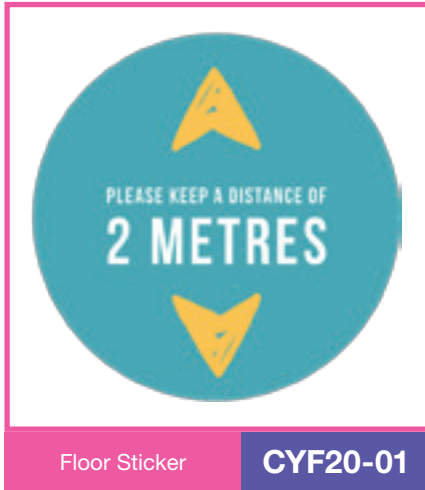 PLEASE KEEP A DISTANCE OF
2 METRES
Floor Sticker CYF20-01